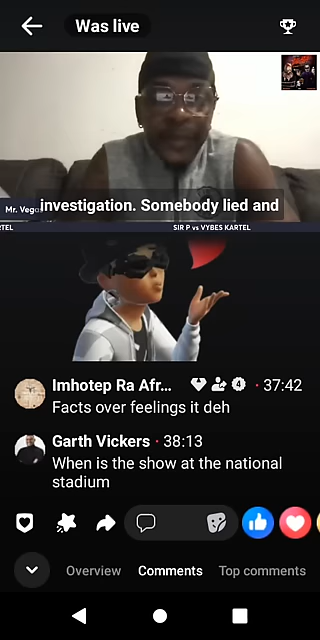 Was live
investigation. Somebody lied and
Mr. Vega
RTEL
SIR P vs VYBES KARTEL
Imhotep Ra Afr... · 37:42
Facts over feelings it deh
Garth Vickers · 38:13
When is the show at the national
stadium
Overview Comments Top comments